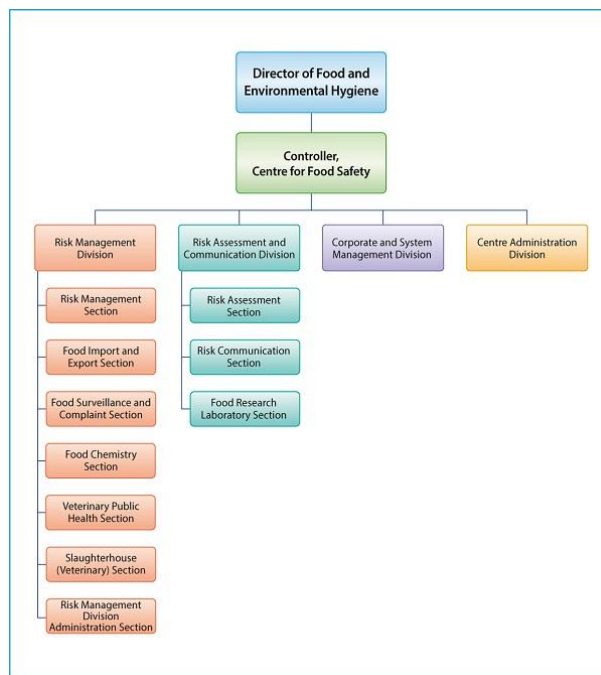 Director of Food and
Environmental Hygiene
Controller,
Centre for Food Safety
Risk Management
Division
Risk Management
Section
Food Import and
Export Section
Food Surveillance and
Complaint Section
Food Chemistry
Section
Veterinary Public
Health Section
Slaughterhouse
(Veterinary) Section
Risk Management
Division
Administration Section
Risk Assessment and
Communication Division
Risk Assessment
Section
Risk Communication
Section
Food Research
Laboratory Section
Corporate and System
Management Division
Centre Administration
Division